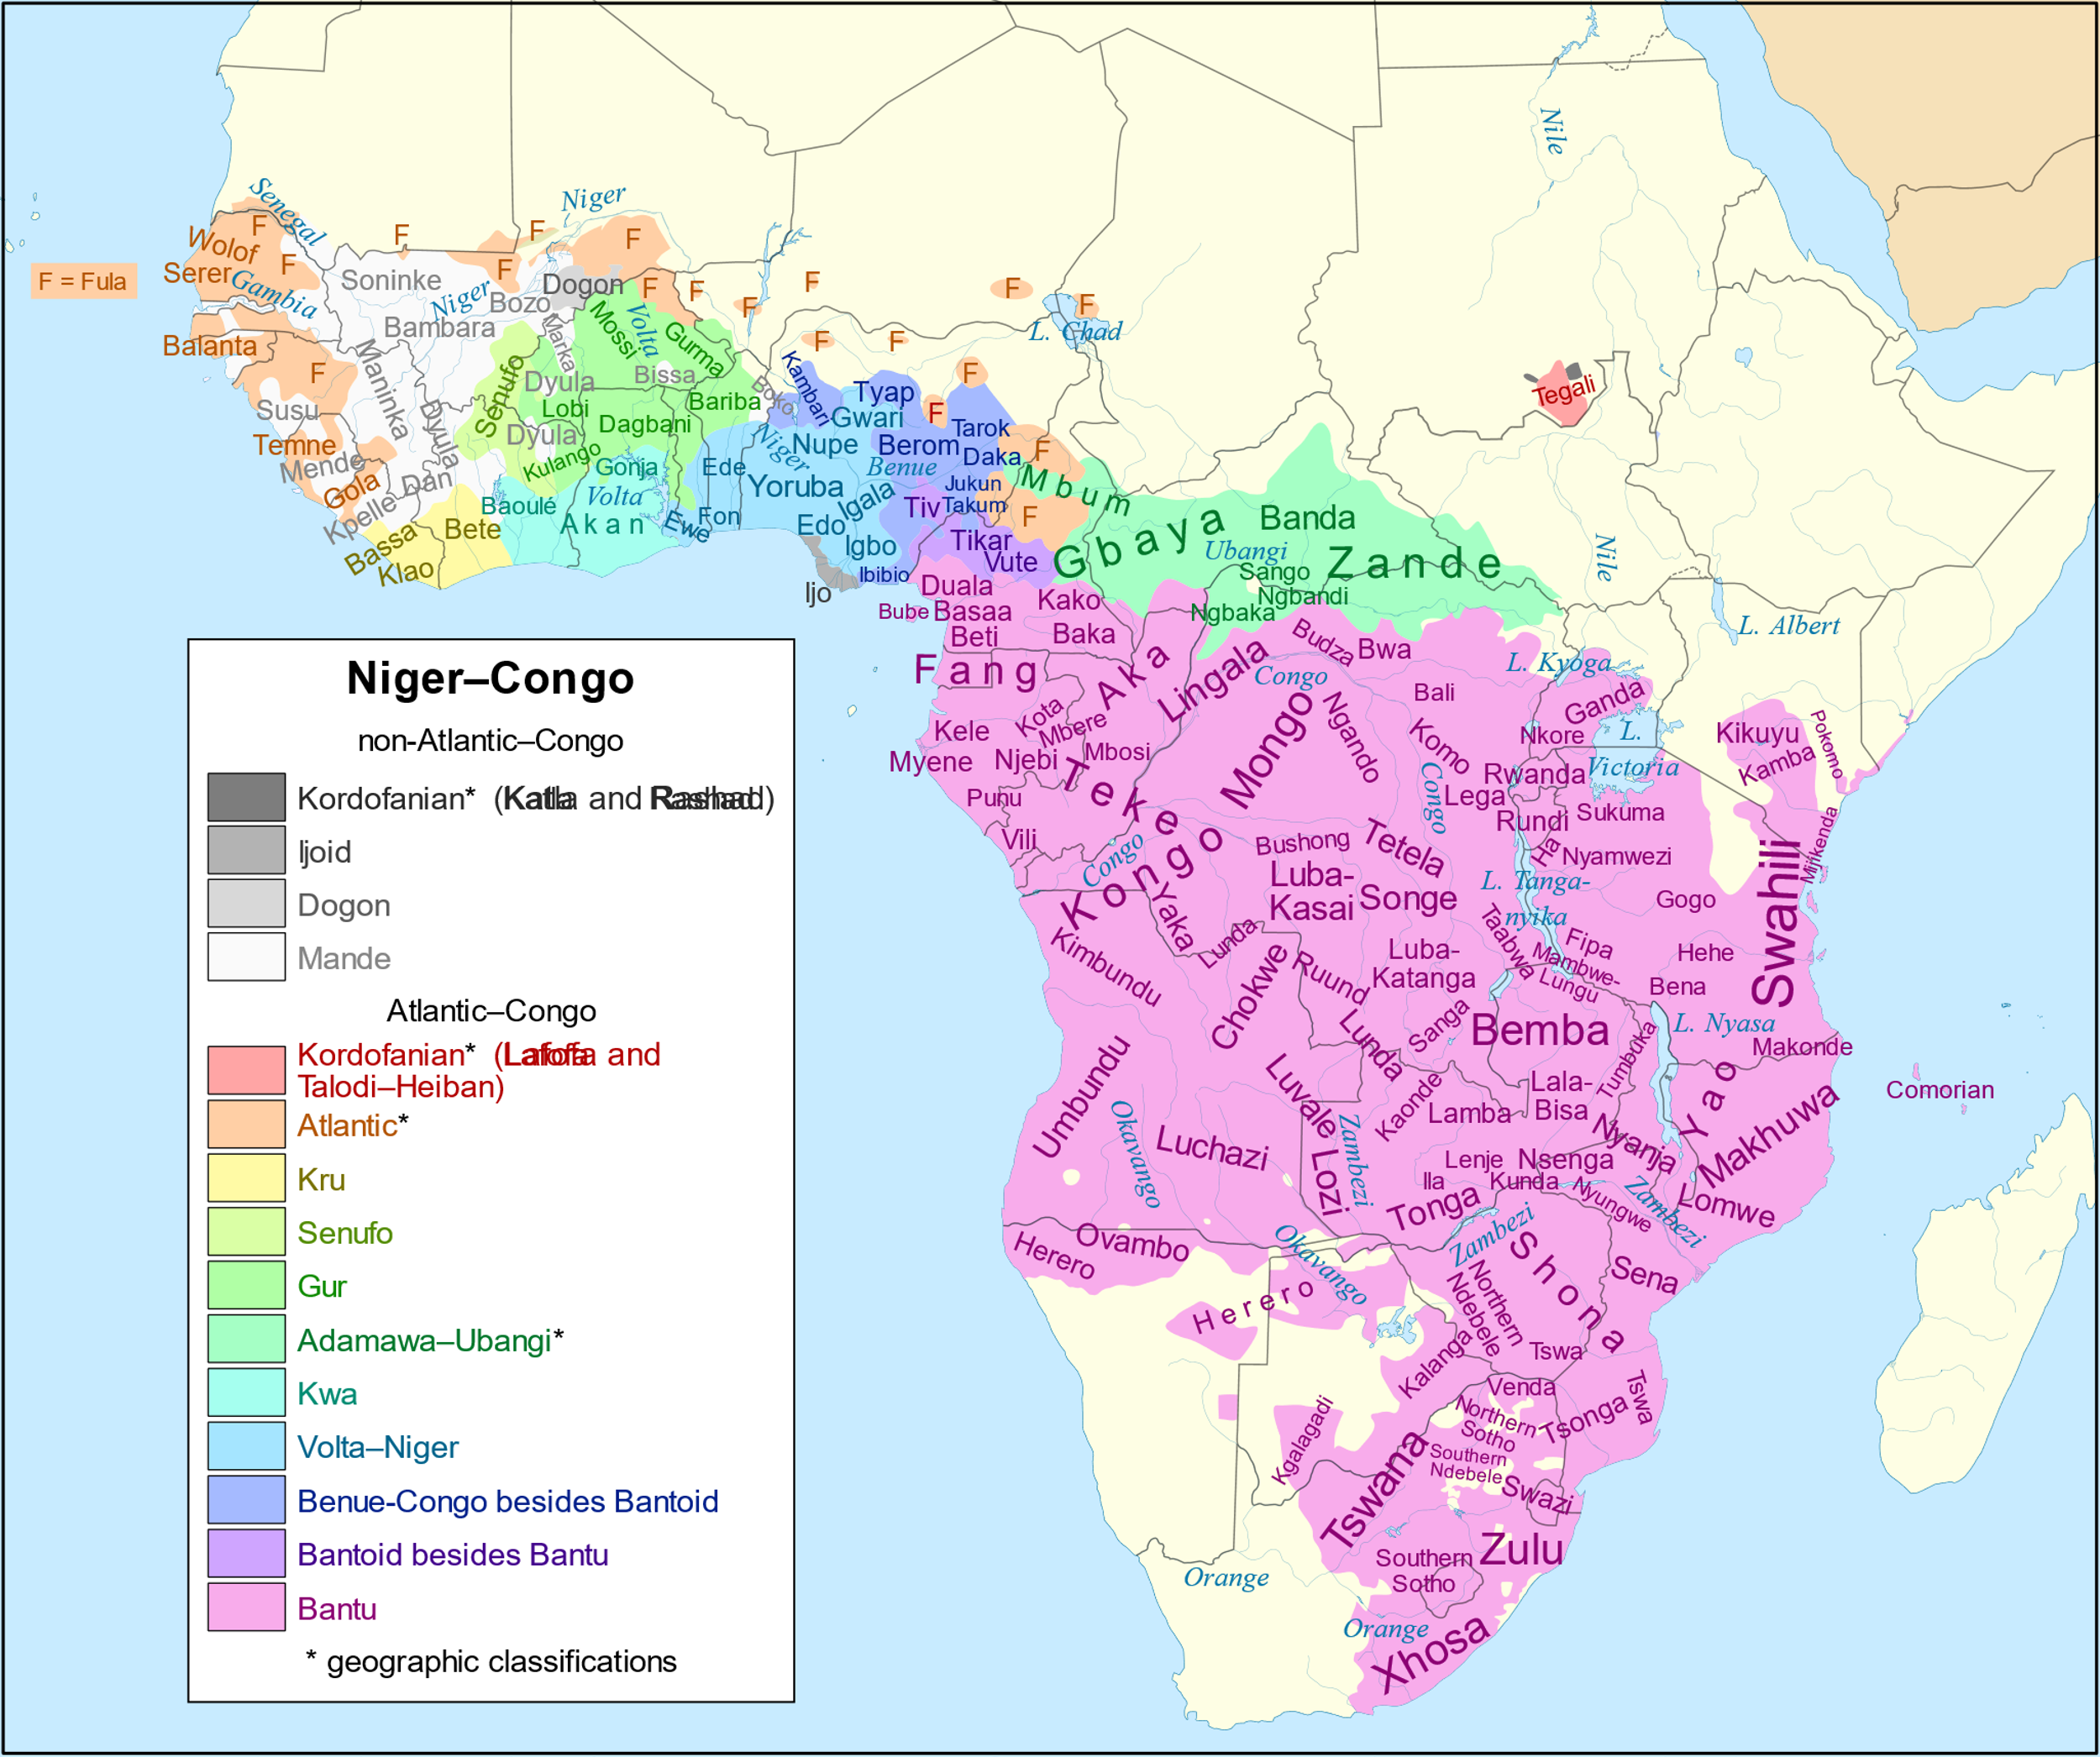 Nile
Senegal
Niger
F
F
F
F
Wolof
F
F
Serer
F = Fula
Gambia
Soninke
Niger
Bozo
Dogon
F
F
F
F
F
F
L. Chad
Balanta
Bambara
Marka
Mossi
Volta
Gurma
F
F
F
F
Maninka
Senufo
Dyula
Bissa
Boko
Kambari
Tyap
Tegali
Susu
Dyula
Lobi
Bariba
Gwari
F
Tarok
Temne
Dyula
Dagbani
Niger
Nupe
Berom
Daka
F
Mende
Kulango
Gonja
Ede
Benue
Gola
Dan
Baoulé
Volta
Yoruba
Igala
Jukun
Takum
Mbum
Kpelle
Akan
Ewe
Fon
Edo
Tiv
F
Gbaya
Banda
Bassa
Bete
Igbo
Tikar
Ubangi
Zande
Nile
Klao
Ibibio
Vute
Sango
Ijo
Duala
Kako
Ngbandi
Bube
Basaa
Ngbaka
L. Albert
Beti
Baka
Budza
Bwa
Fang
Aka
Lingala
Congo
L. Kyoga
Bali
Ganda
Kota
Mongo
Ngando
Kele
Mbere
Komo
Nkore
L.
Victoria
Kikuyu
Pokomo
Myene
Njebi
Mbosi
Teke
Congo
Rwanda
Kamba
Punu
Lega
Rundi
Sukuma
Vili
Congo
Kongo
Bushong
Tetela
Ha
Nyamwezi
Mijikenda
Luba-
Kasai
Songe
L. Tanga-
nyika
Gogo
Swahili
Yaka
Lunda
Taabwa
Fipa
Kimbundu
Chokwe
Ruund
Luba-
Katanga
Mambwe-
Lungu
Hehe
Bena
Lunda
Sanga
Bemba
L. Nyasa
Makonde
Umbundu
Luvale
Kaonde
Lamba
Lala-
Bisa
Tumbuka
Yao
Comorian
Okavango
Luchazi
Zambezi
Lozi
Lenje
Nsenga
Nyanja
Makhuwa
Ila
Kunda
Nyungwe
Zambezi
Lomwe
Tonga
Ovambo
Herero
Okavango
Zambezi
Shona
Sena
Herero
Northern
Ndebele
Kalanga
Tswa
Kgalagadi
Venda
Tswa
Northern
Sotho
Tsonga
Tswana
Southern
Ndebele
Swazi
Zulu
Southern
Sotho
Orange
Orange
Xhosa
Niger–Congo
non-Atlantic–Congo
Kordofanian* (Katla and Rashad)
Ijoid
Dogon
Mande
Atlantic–Congo
Kordofanian* (Lafofa and
Talodi–Heiban)
Atlantic*
Kru
Senufo
Gur
Adamawa–Ubangi*
Kwa
Volta–Niger
Benue-Congo besides Bantoid
Bantoid besides Bantu
Bantu
* geographic classifications